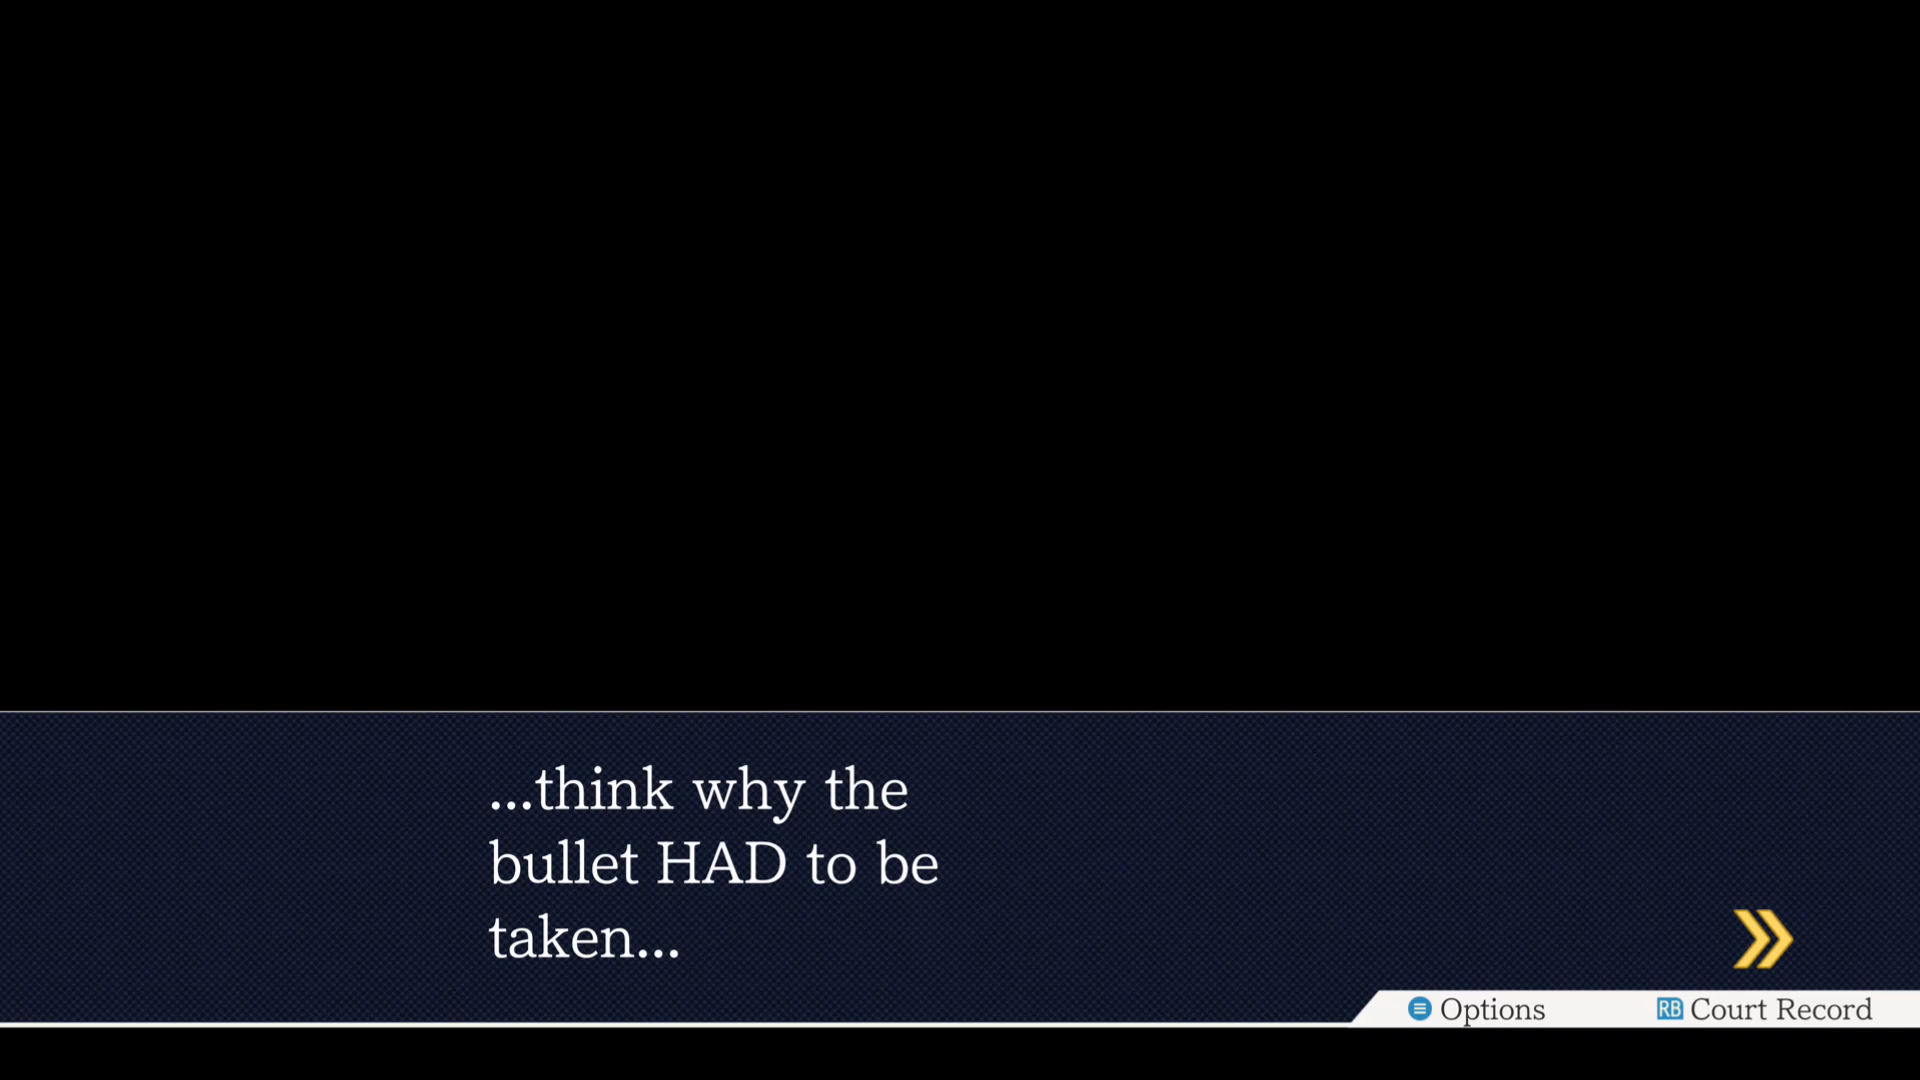 ...think why the
bullet HAD to be
taken...
Options
RB Court Record